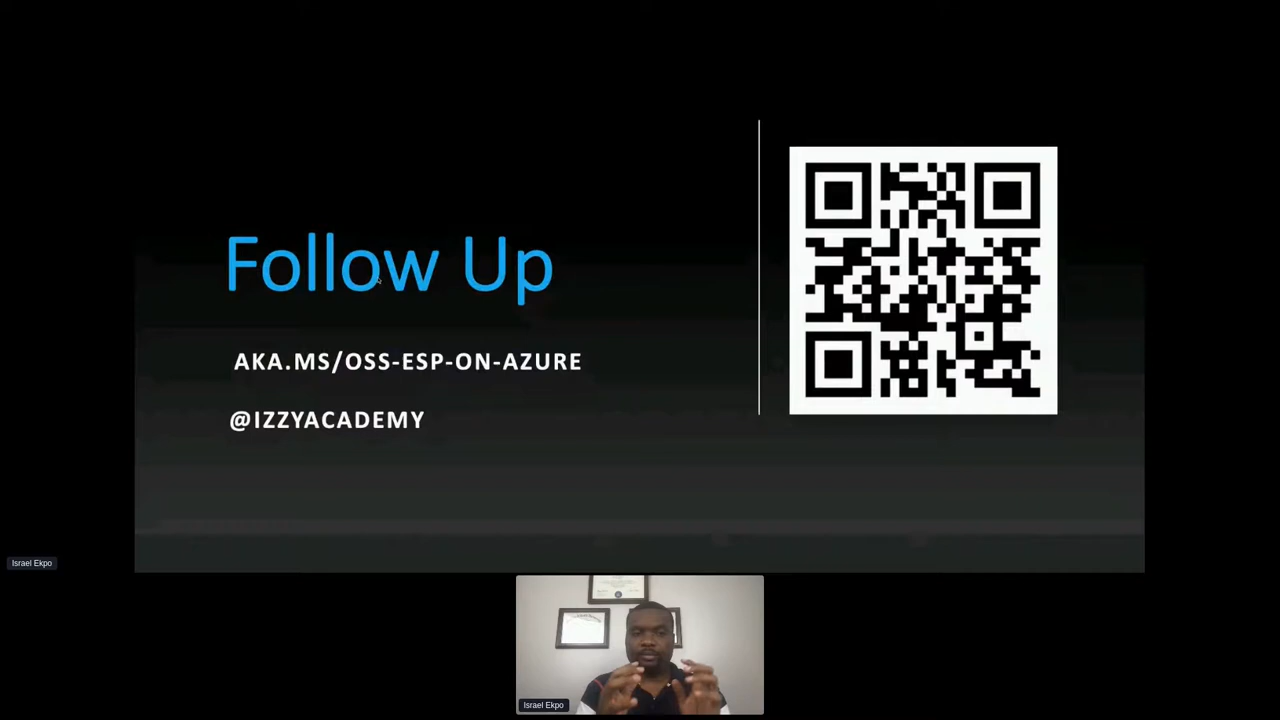 Follow Up
AKA.MS/OSS-ESP-ON-AZURE
@IZZYACADEMY
Israel Ekpo
Israel Ekpo